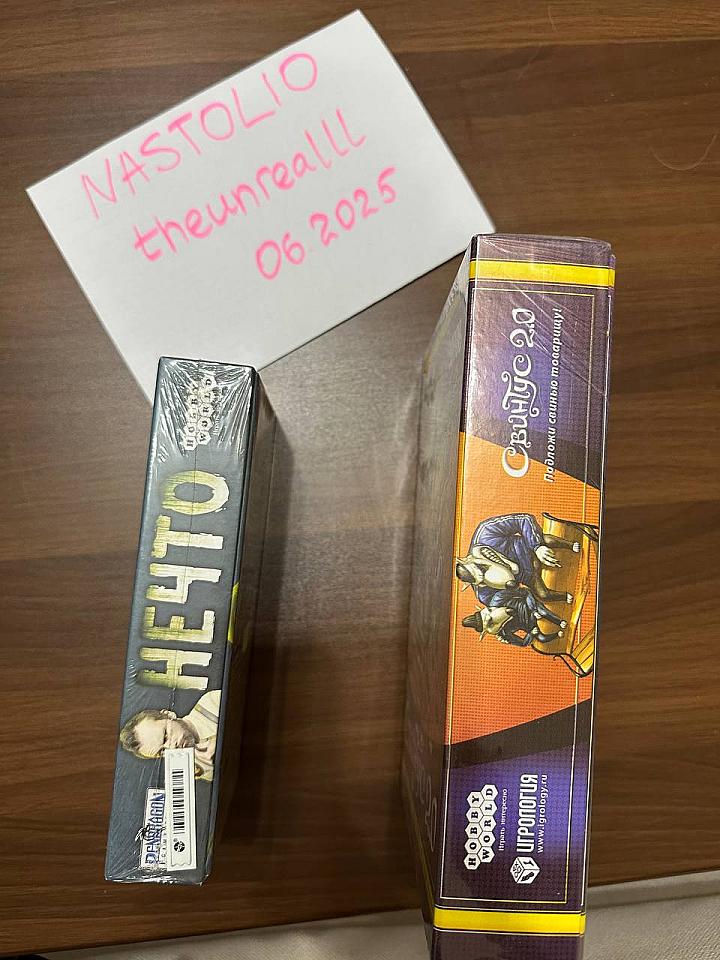 NASTOLIO
theunrealll
06.2025
HOBBY
WORLD
НЕЧТО
PENDRAGON
Свинтус 2.0
Подложи свинью товарищу!
HOBBY
WORLD
Играть интересно
ИГРОЛОГИЯ
www.igrology.ru